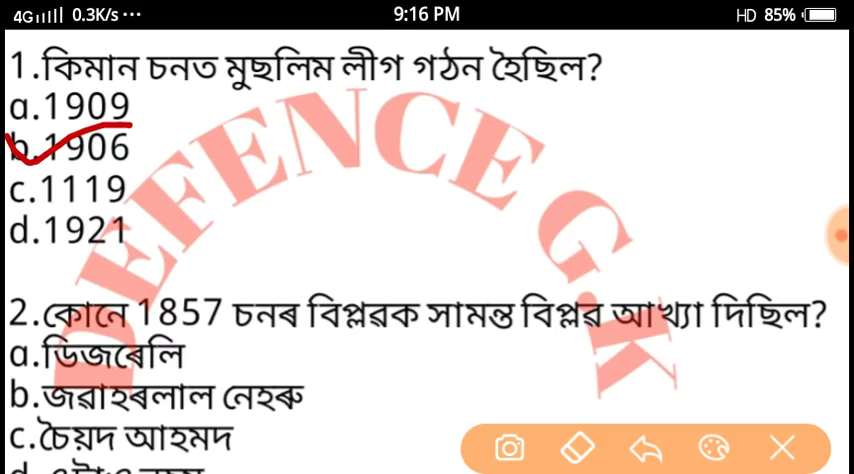 4G 0.3K/s ··· 9:16 PM HD 85%
1.কিমান চনত মুছলিম লীগ গঠন হৈছিল?
a.1909
b.1906
c.1119
d.1921
DEFENCE G.K
2.কোনে 1857 চনৰ বিপ্লৱক সামন্ত বিপ্লৱ আখ্যা দিছিল?
a.ডিজৰেলি
b.জৱাহৰলাল নেহৰু
c.চৈয়দ আহমদ